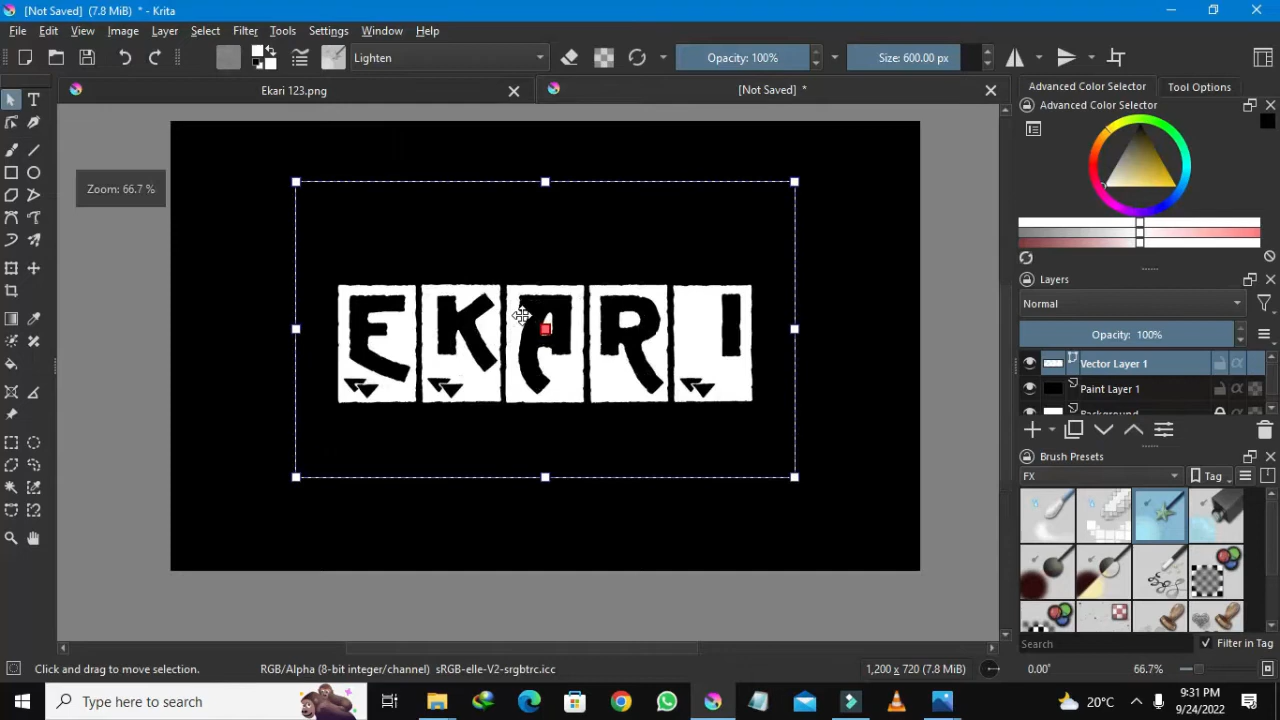 [Not Saved] (7.8 MiB) * - Krita
File Edit View Image Layer Select Filter Tools Settings Window Help
Lighten Opacity: 100% Size: 600.00 px
Ekari 123.png [Not Saved] *
Advanced Color Selector Tool Options
Advanced Color Selector
Zoom: 66.7 %
EKARI
Layers
Normal
Opacity: 100%
Vector Layer 1
Paint Layer 1
Background
Brush Presets
FX Tag
Search Filter in Tag
Click and drag to move selection. RGB/Alpha (8-bit integer/channel) sRGB-elle-V2-srgbtrc.icc 1,200 x 720 (7.8 MiB) 0.00° 66.7%
Type here to search 20°C 9:31 PM
9/24/2022